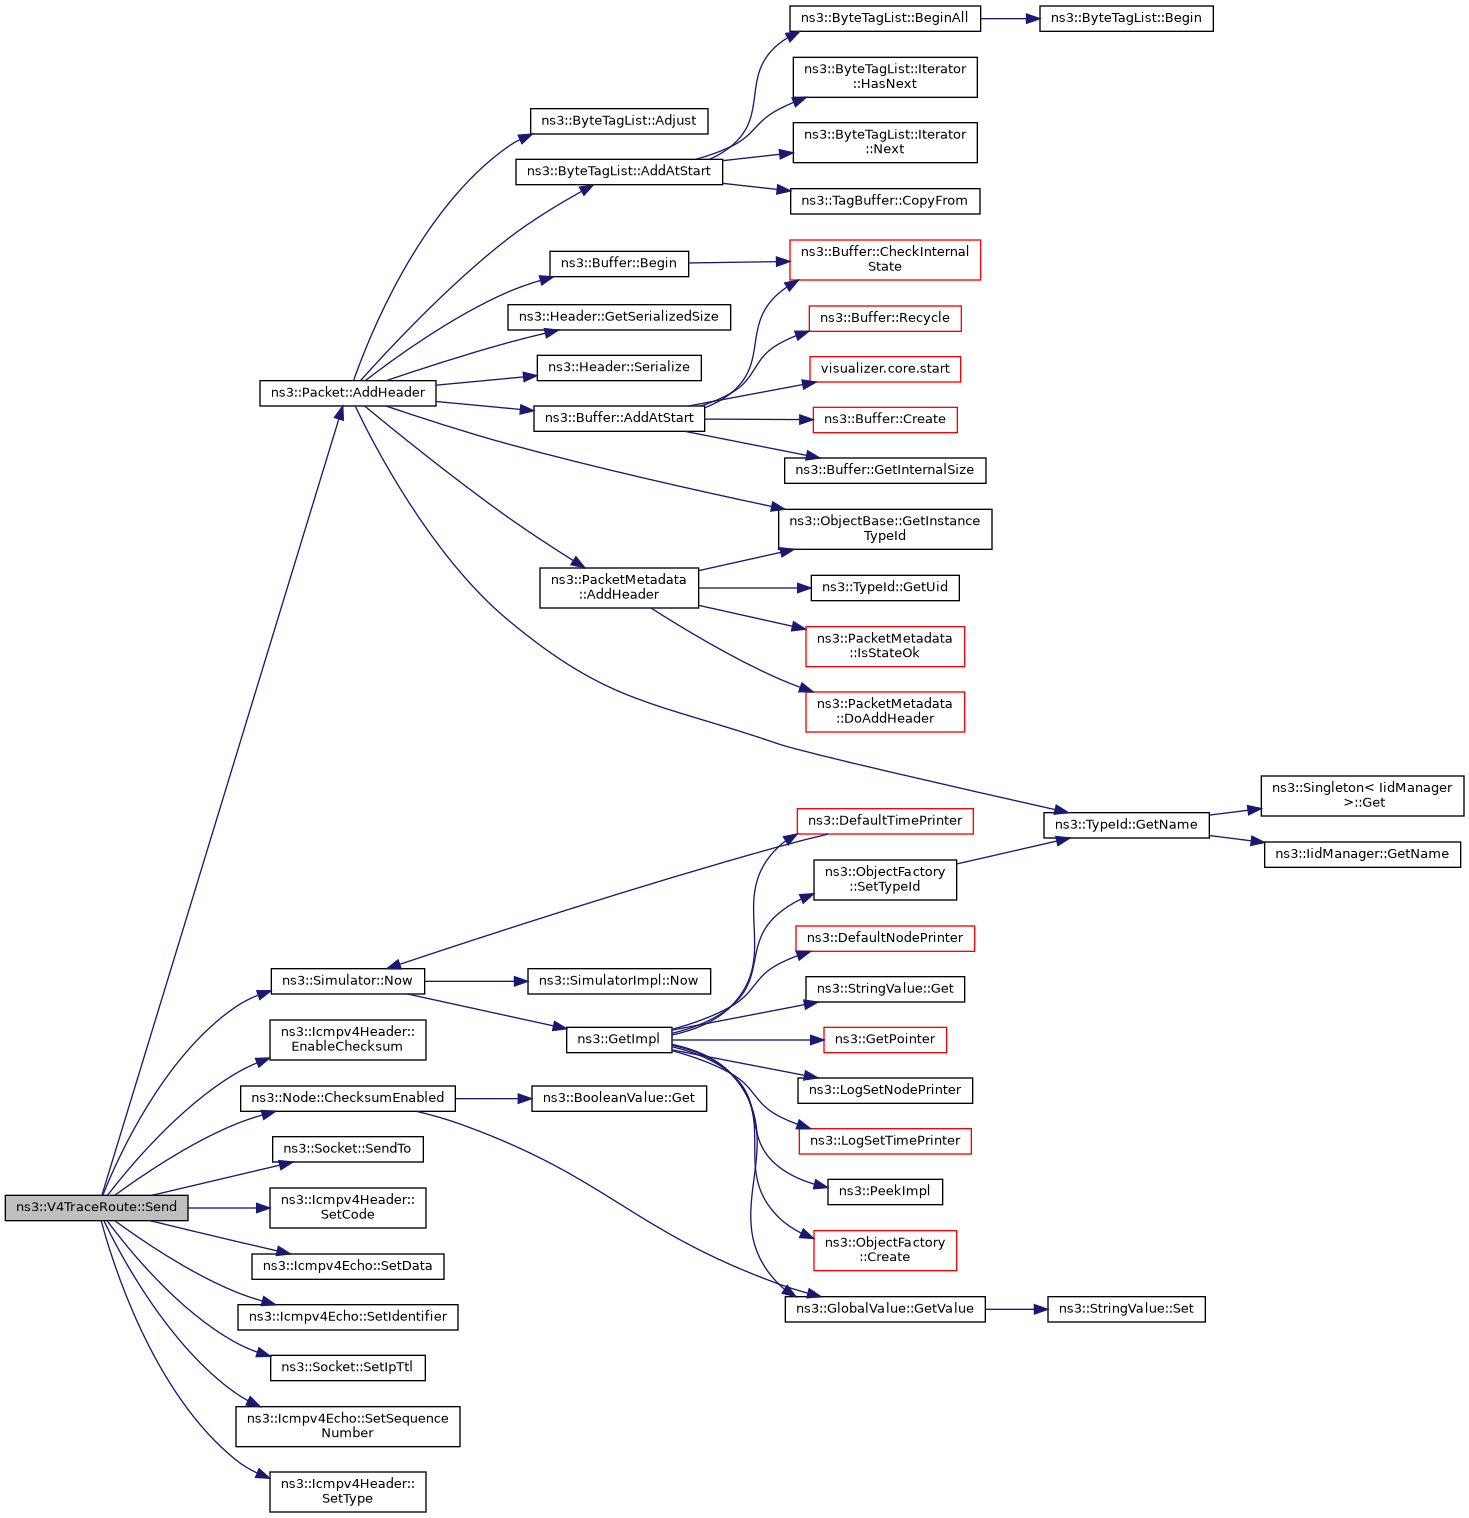 ns3::ByteTagList::BeginAll
ns3::ByteTagList::Begin
ns3::ByteTagList::Iterator
::HasNext
ns3::ByteTagList::Adjust
ns3::ByteTagList::Iterator
::Next
ns3::ByteTagList::AddAtStart
ns3::TagBuffer::CopyFrom
ns3::Buffer::Begin
ns3::Buffer::CheckInternal
State
ns3::Header::GetSerializedSize
ns3::Buffer::Recycle
ns3::Header::Serialize
visualizer.core.start
ns3::Packet::AddHeader
ns3::Buffer::AddAtStart
ns3::Buffer::Create
ns3::Buffer::GetInternalSize
ns3::ObjectBase::GetInstance
TypeId
ns3::PacketMetadata
::AddHeader
ns3::TypeId::GetUid
ns3::PacketMetadata
::IsStateOk
ns3::PacketMetadata
::DoAddHeader
ns3::Singleton< IidManager
>::Get
ns3::DefaultTimePrinter
ns3::TypeId::GetName
ns3::IidManager::GetName
ns3::ObjectFactory
::SetTypeId
ns3::DefaultNodePrinter
ns3::Simulator::Now
ns3::SimulatorImpl::Now
ns3::StringValue::Get
ns3::Icmpv4Header::
EnableChecksum
ns3::GetImpl
ns3::GetPointer
ns3::LogSetNodePrinter
ns3::Node::ChecksumEnabled
ns3::BooleanValue::Get
ns3::LogSetTimePrinter
ns3::Socket::SendTo
ns3::PeekImpl
ns3::V4TraceRoute::Send
ns3::Icmpv4Header::
SetCode
ns3::ObjectFactory
::Create
ns3::Icmpv4Echo::SetData
ns3::GlobalValue::GetValue
ns3::StringValue::Set
ns3::Icmpv4Echo::SetIdentifier
ns3::Socket::SetIpTtl
ns3::Icmpv4Echo::SetSequence
Number
ns3::Icmpv4Header::
SetType